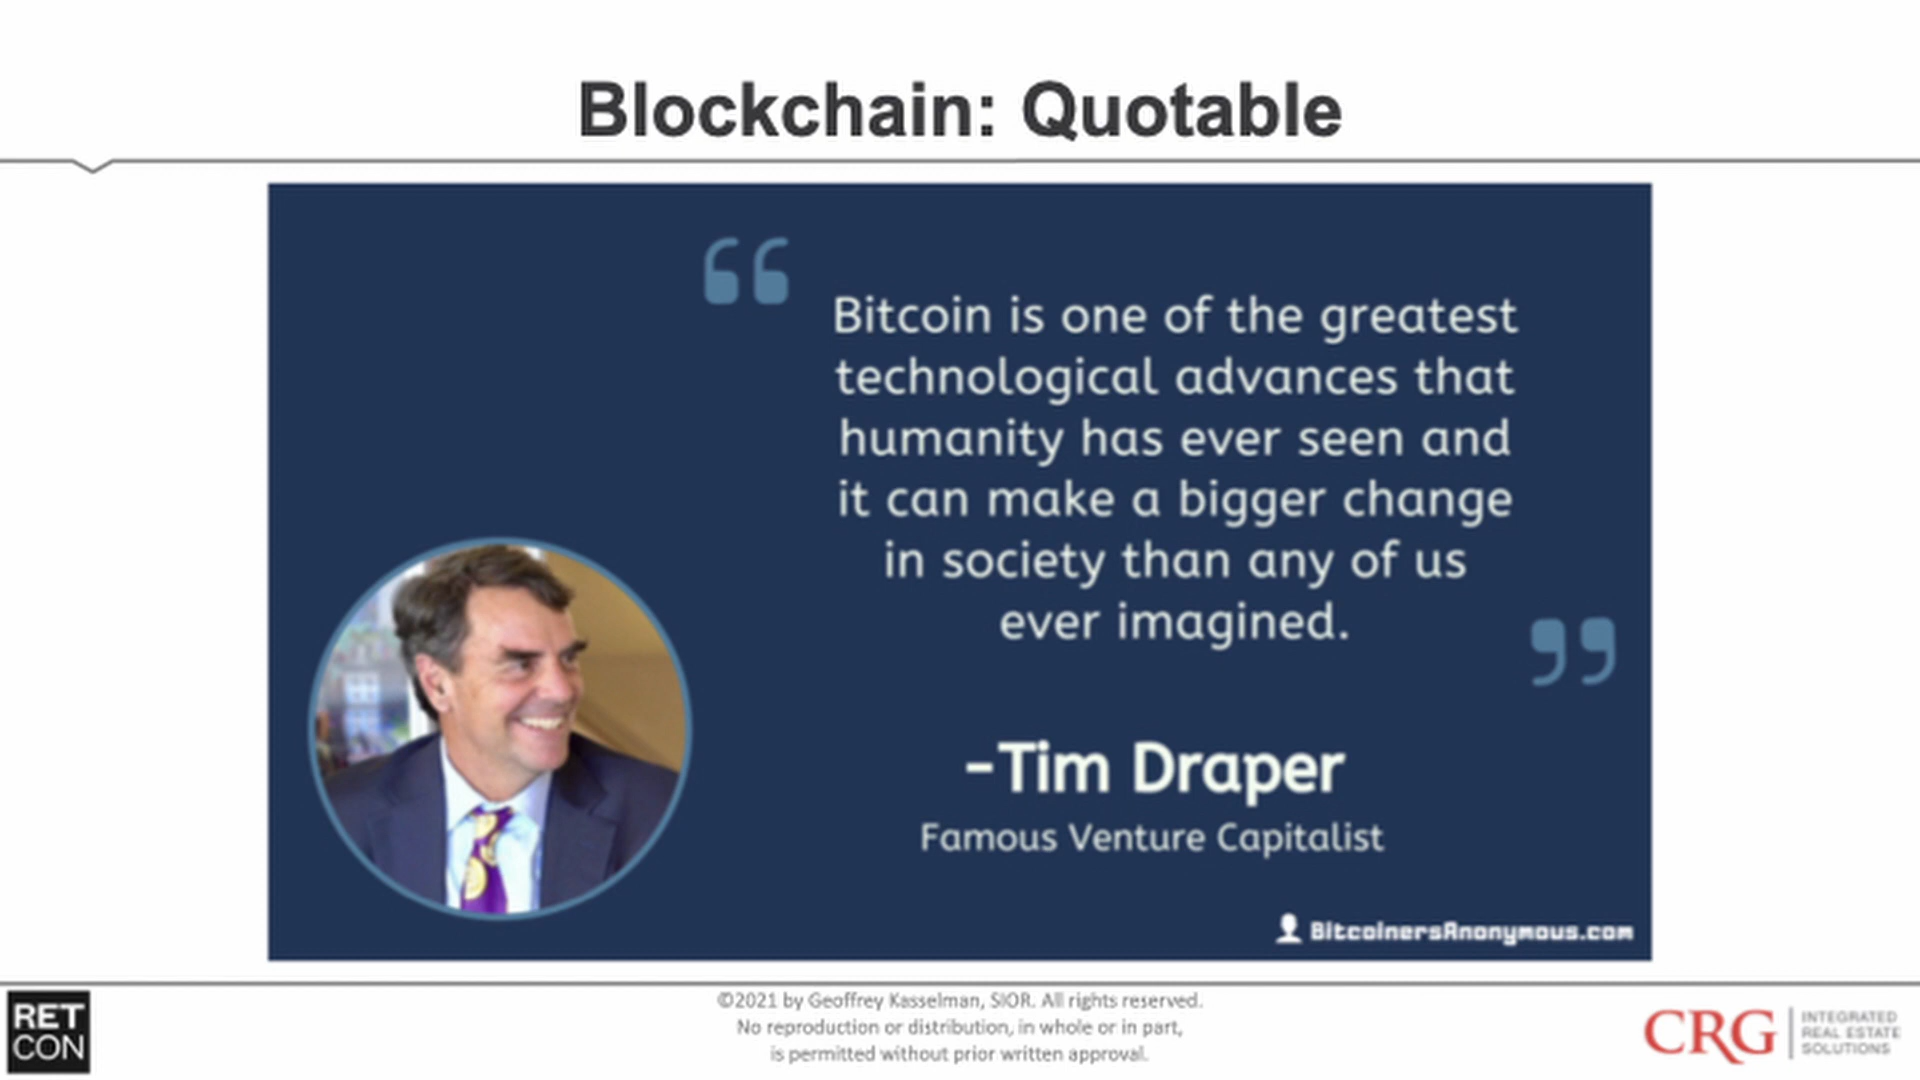 Blockchain: Quotable
“
Bitcoin is one of the greatest
technological advances that
humanity has ever seen and
it can make a bigger change
in society than any of us
ever imagined.
”
-Tim Draper
Famous Venture Capitalist
BitcoinersAnonymous.com
RET
CON
©2021 by Geoffrey Kasselman, SIOR. All rights reserved.
No reproduction or distribution, in whole or in part,
is permitted without prior written approval.
CRG
INTEGRATED
REAL ESTATE
SOLUTIONS